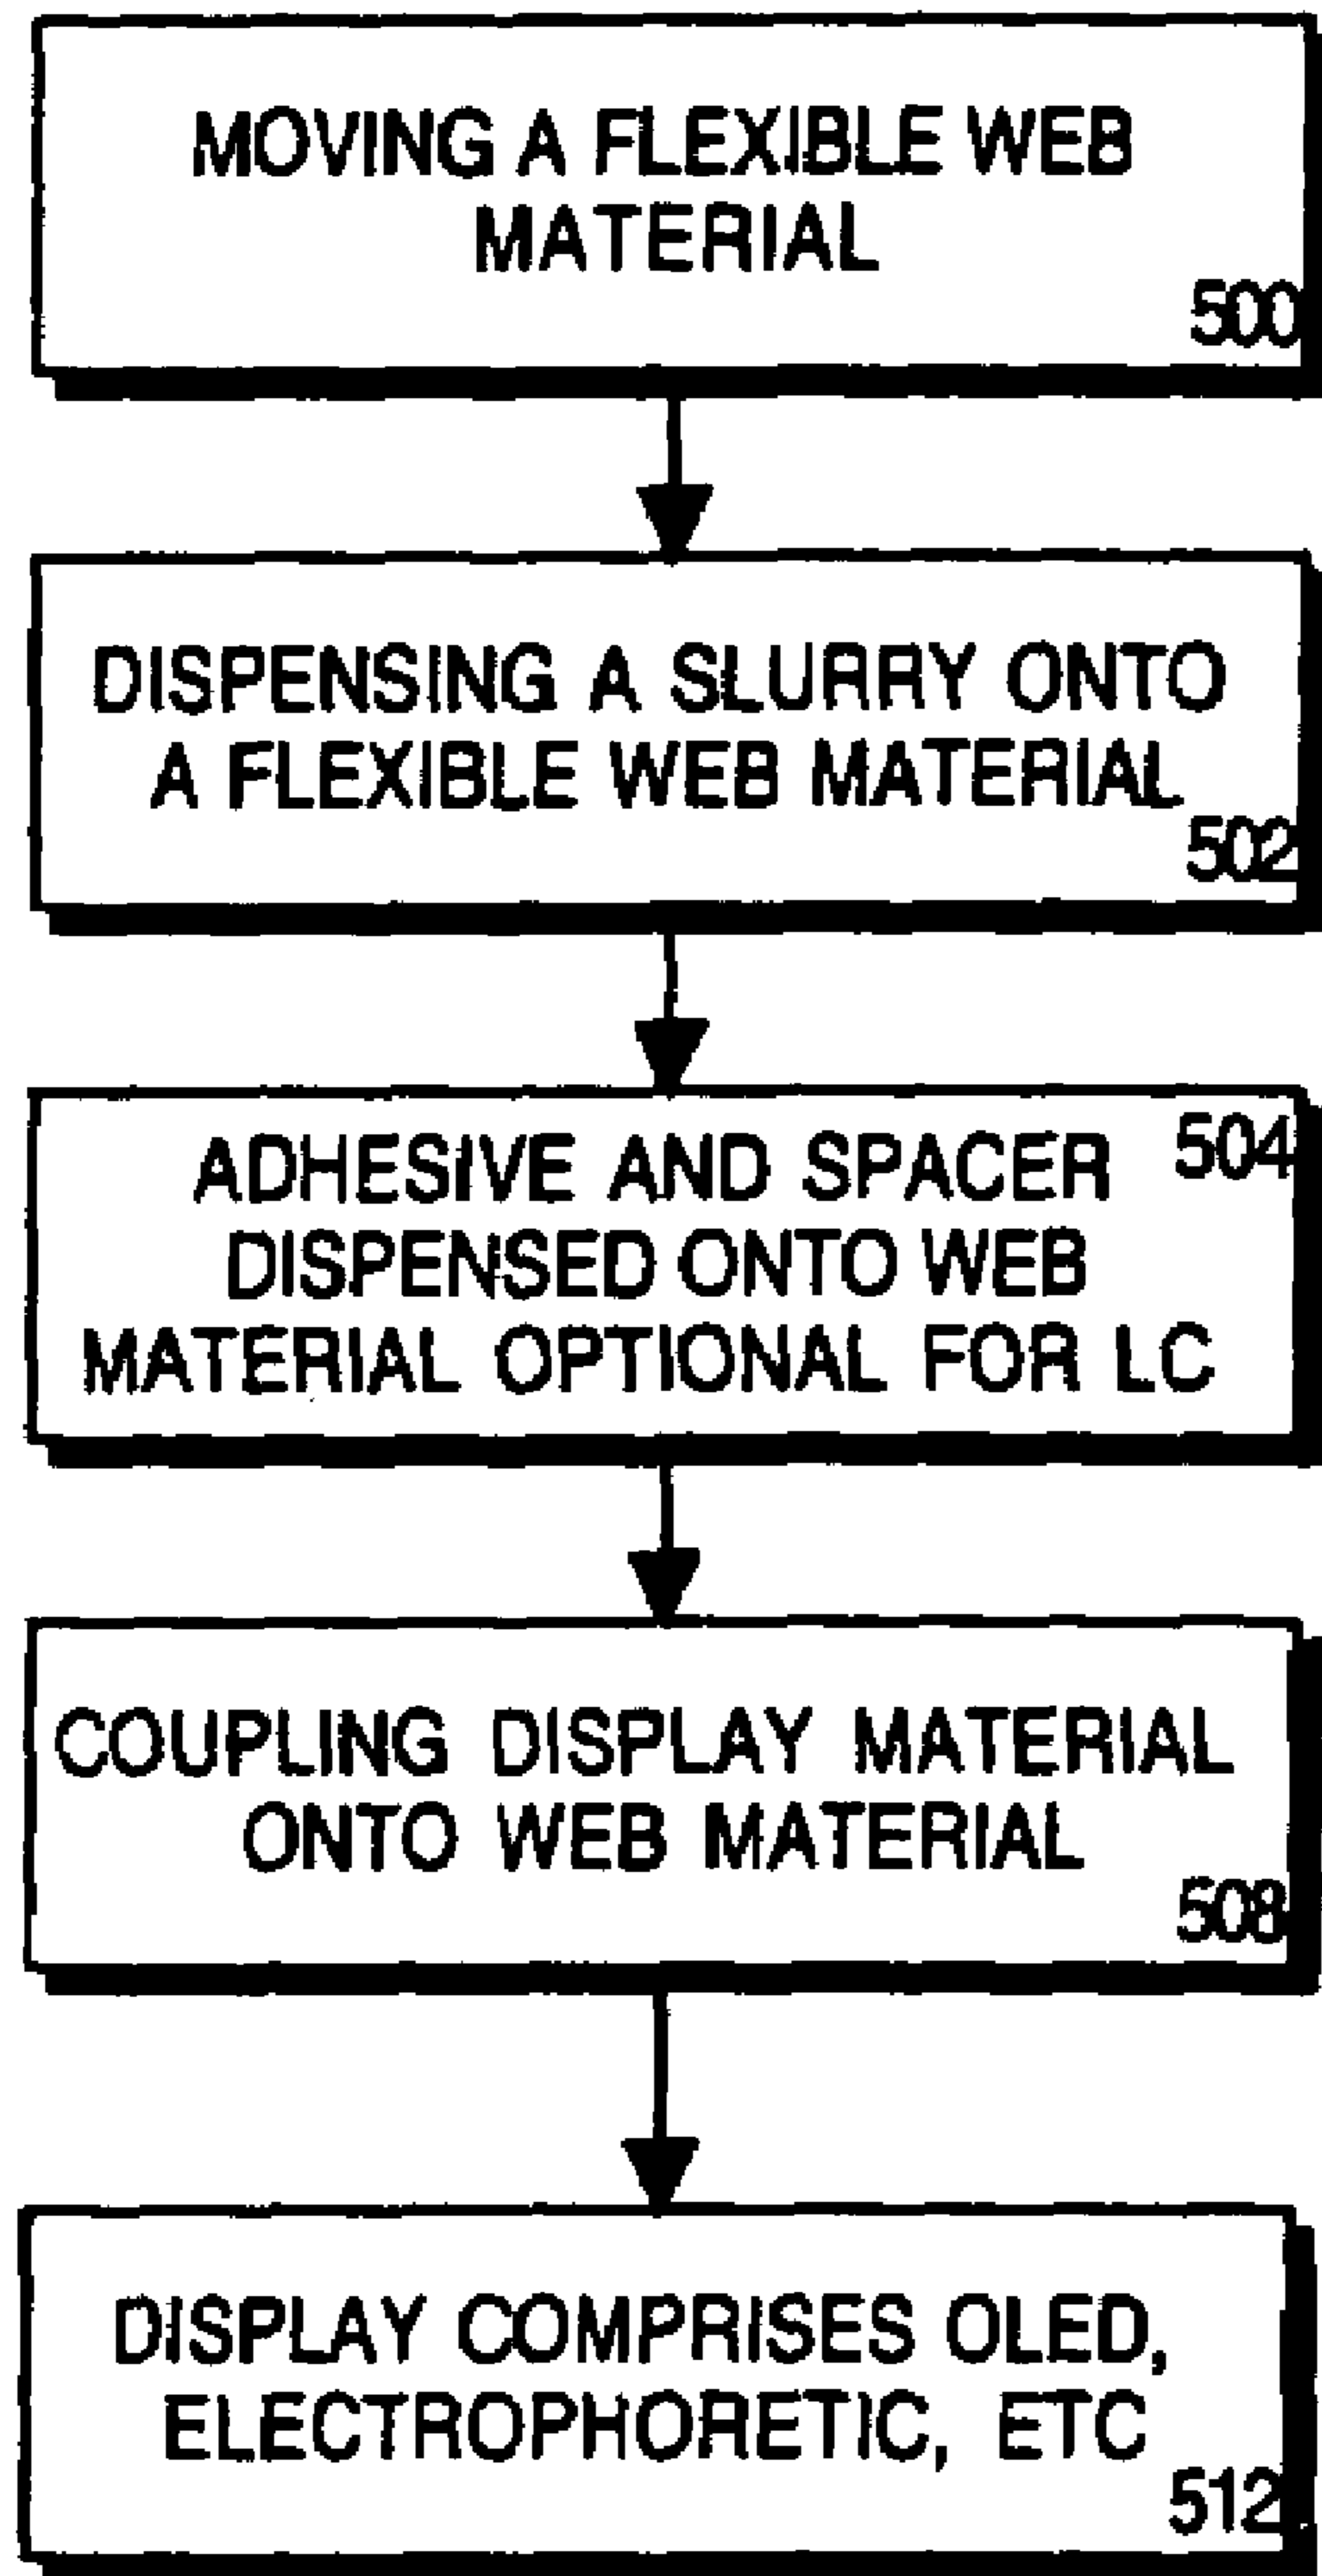 MOVING A FLEXIBLE WEB
MATERIAL
500
DISPENSING A SLURRY ONTO
A FLEXIBLE WEB MATERIAL
502
504
ADHESIVE AND SPACER
DISPENSED ONTO WEB
MATERIAL OPTIONAL FOR LC
COUPLING DISPLAY MATERIAL
ONTO WEB MATERIAL
508
DISPLAY COMPRISES OLED,
ELECTROPHORETIC, ETC
512